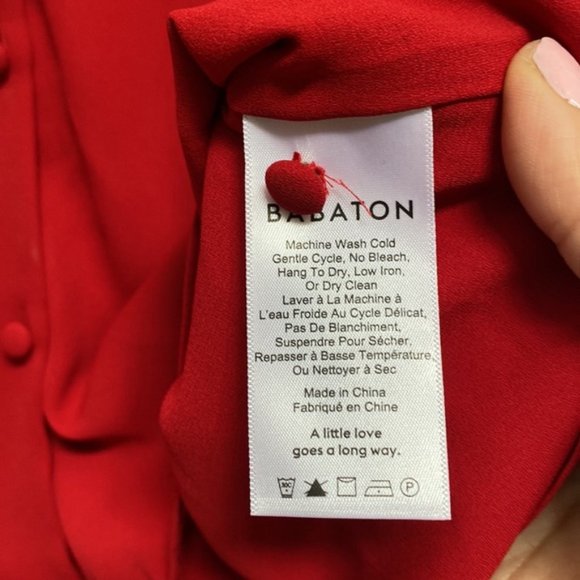 BABATON
Machine Wash Cold
Gentle Cycle, No Bleach,
Hang To Dry, Low Iron,
Or Dry Clean
Laver à La Machine à
L'eau Froide Au Cycle Délicat,
Pas De Blanchiment,
Suspendre Pour Sécher,
Repasser à Basse Température,
Ou Nettoyer à Sec
Made in China
Fabriqué en Chine
A little love
goes a long way.
30C P